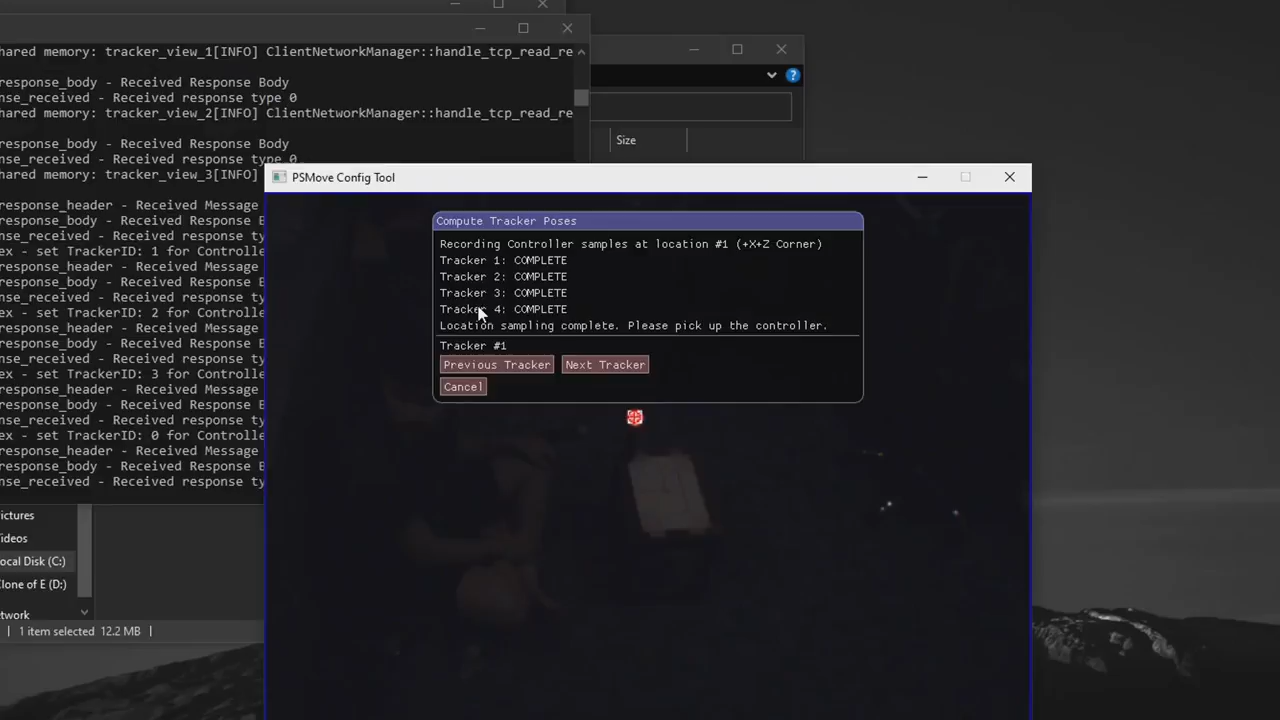 hared memory: tracker_view_1[INFO] ClientNetworkManager::handle_tcp_read_re
response_body - Received Response Body
nse_received - Received response type 0
hared memory: tracker_view_2[INFO] ClientNetworkManager::handle_tcp_read_re
response_body - Received Response Body
nse_received - Received response type 0
hared memory: tracker_view_3[INFO]
response_header - Received Message
response_body - Received Response B
nse_received - Received response ty
ex - set TrackerID: 1 for Controlle
response_header - Received Message
response_body - Received Response B
nse_received - Received response ty
ex - set TrackerID: 2 for Controlle
response_header - Received Message
response_body - Received Response B
nse_received - Received response ty
ex - set TrackerID: 3 for Controlle
response_header - Received Message
response_body - Received Response B
nse_received - Received response ty
ex - set TrackerID: 0 for Controlle
response_header - Received Message
response_body - Received Response B
nse_received - Received response ty
?
Size
PSMove Config Tool
Compute Tracker Poses
Recording Controller samples at location #1 (+X+Z Corner)
Tracker 1: COMPLETE
Tracker 2: COMPLETE
Tracker 3: COMPLETE
Tracker 4: COMPLETE
Location sampling complete. Please pick up the controller.
Tracker #1
Previous Tracker
Next Tracker
Cancel
ictures
ideos
ocal Disk (C:)
lone of E (D:)
twork
1 item selected 12.2 MB